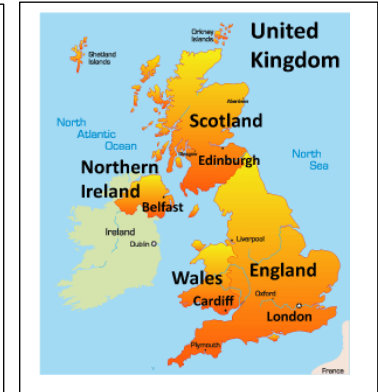 Orkney
Islands
United
Kingdom
Shetland
Islands
Aberdeen
Scotland
North
Atlantic
Ocean
Glasgow
Edinburgh
North
Sea
Northern
Ireland
Belfast
Ireland
Dublin
Liverpool
Wales
England
Cardiff
Oxford
London
Plymouth
France